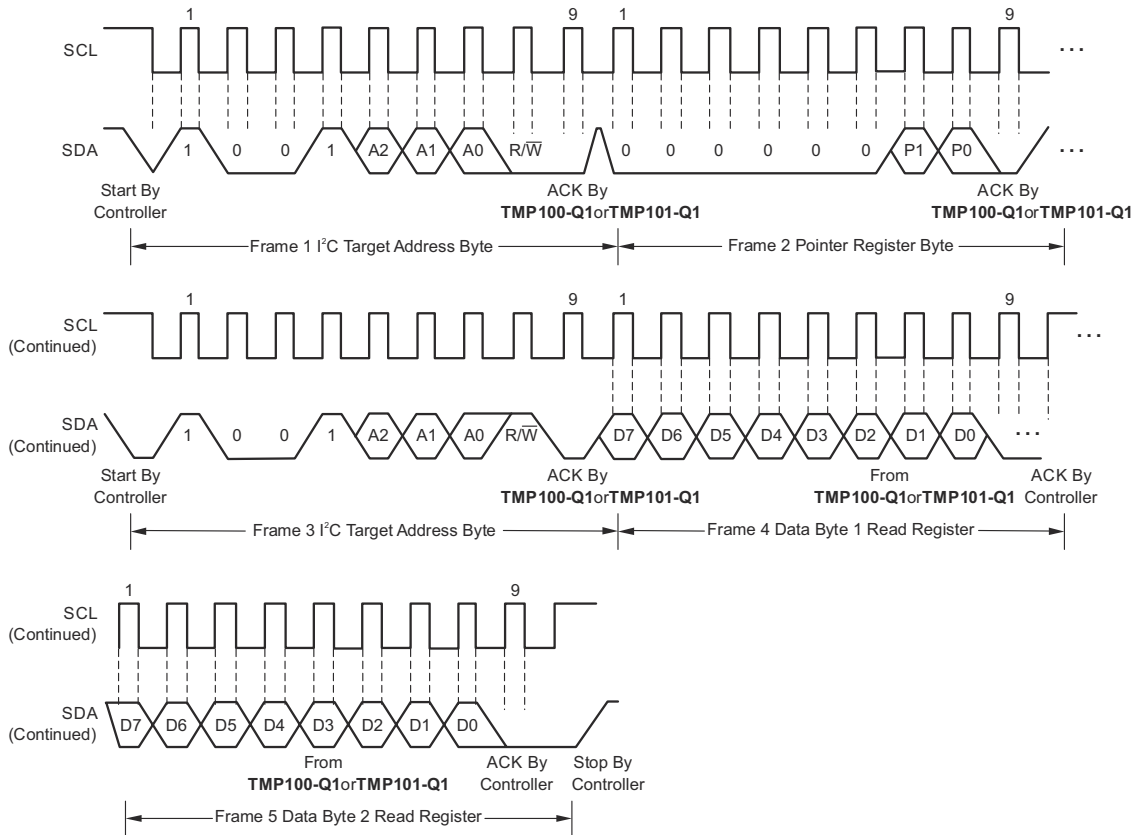 1 9 1 9
SCL ...
SDA 1 0 0 1 A2 A1 A0 R/W̅ 0 0 0 0 0 0 P1 P0 ...
Start By
Controller
ACK By
TMP100-Q1orTMP101-Q1
ACK By
TMP100-Q1orTMP101-Q1
Frame 1 I²C Target Address Byte
Frame 2 Pointer Register Byte
1 9 1 9
SCL
(Continued)
...
SDA
(Continued)
1 0 0 1 A2 A1 A0 R/W̅ D7 D6 D5 D4 D3 D2 D1 D0 ...
Start By
Controller
ACK By
TMP100-Q1orTMP101-Q1
From
TMP100-Q1orTMP101-Q1
ACK By
Controller
Frame 3 I²C Target Address Byte
Frame 4 Data Byte 1 Read Register
1 9
SCL
(Continued)
SDA
(Continued)
D7 D6 D5 D4 D3 D2 D1 D0
From
TMP100-Q1orTMP101-Q1
ACK By
Controller
Stop By
Controller
Frame 5 Data Byte 2 Read Register